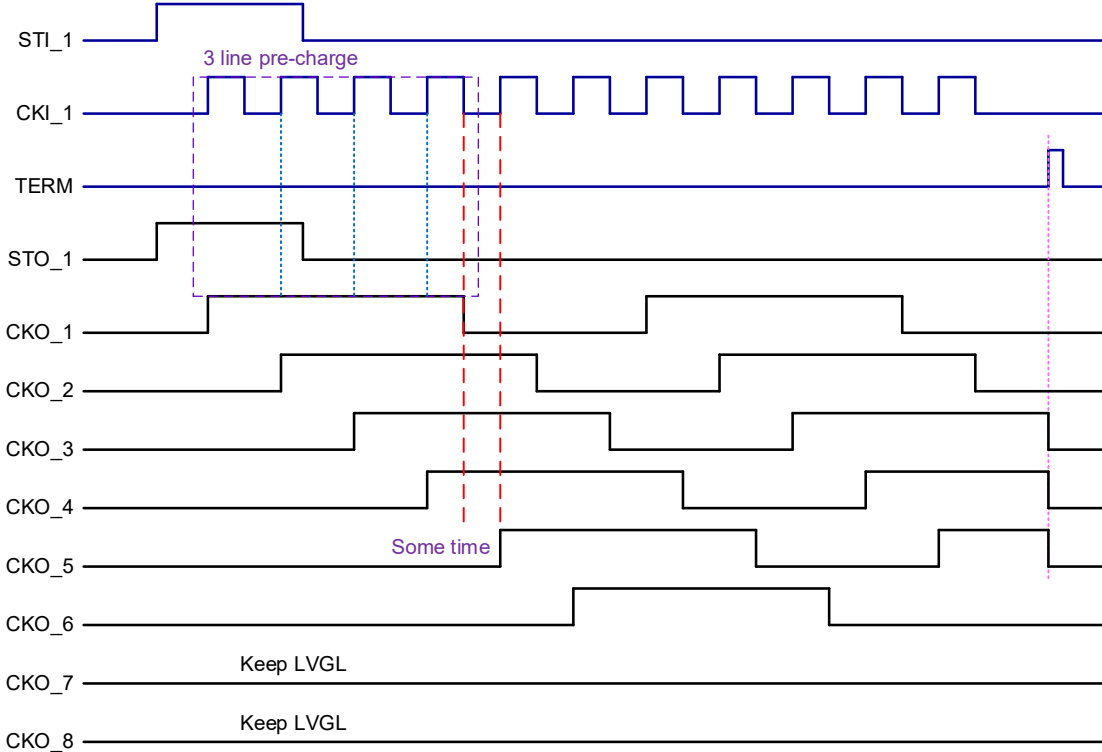 STI_1
3 line pre-charge
CKI_1
TERM
STO_1
CKO_1
CKO_2
CKO_3
CKO_4
Some time
CKO_5
CKO_6
Keep LVGL
CKO_7
Keep LVGL
CKO_8